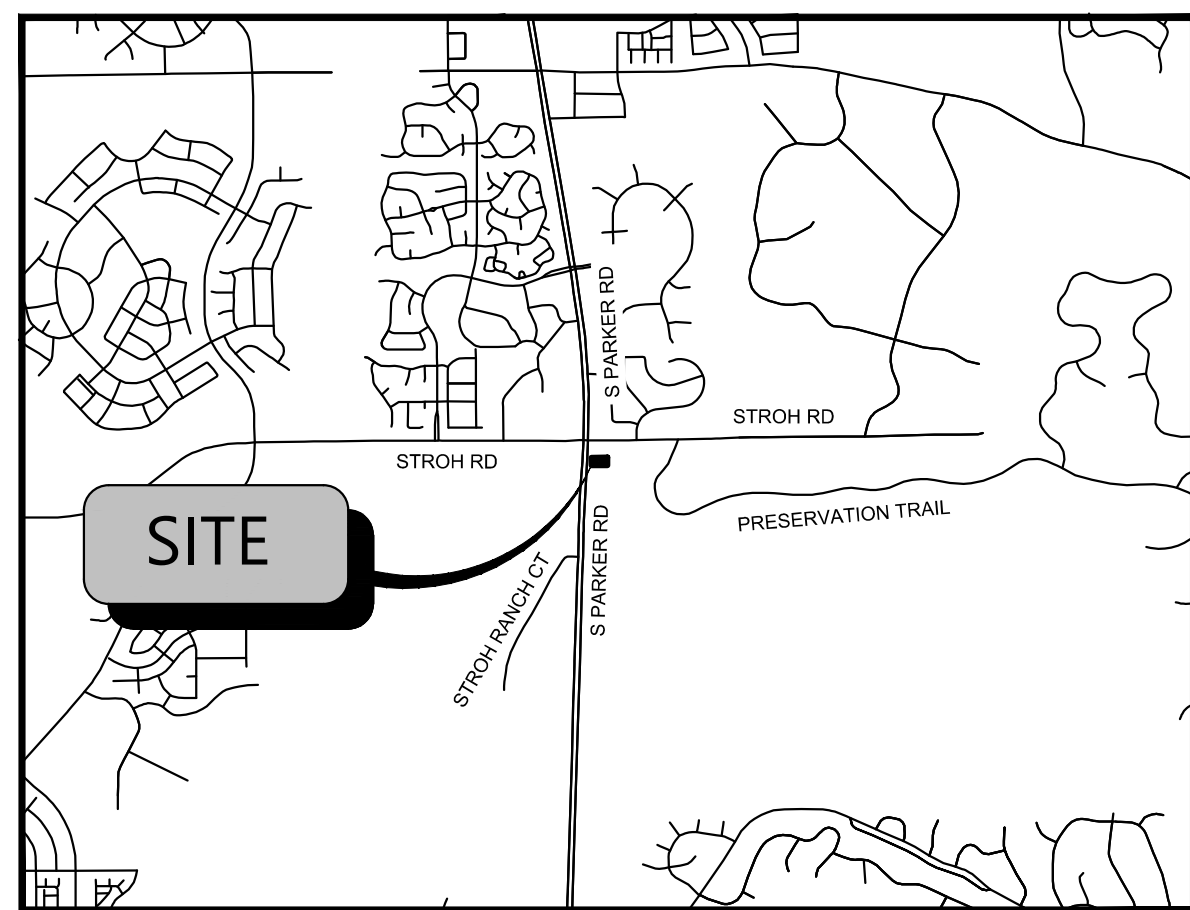 S PARKER RD
STROH RD
STROH RD
SITE
PRESERVATION TRAIL
S PARKER RD
STROH RANCH CT